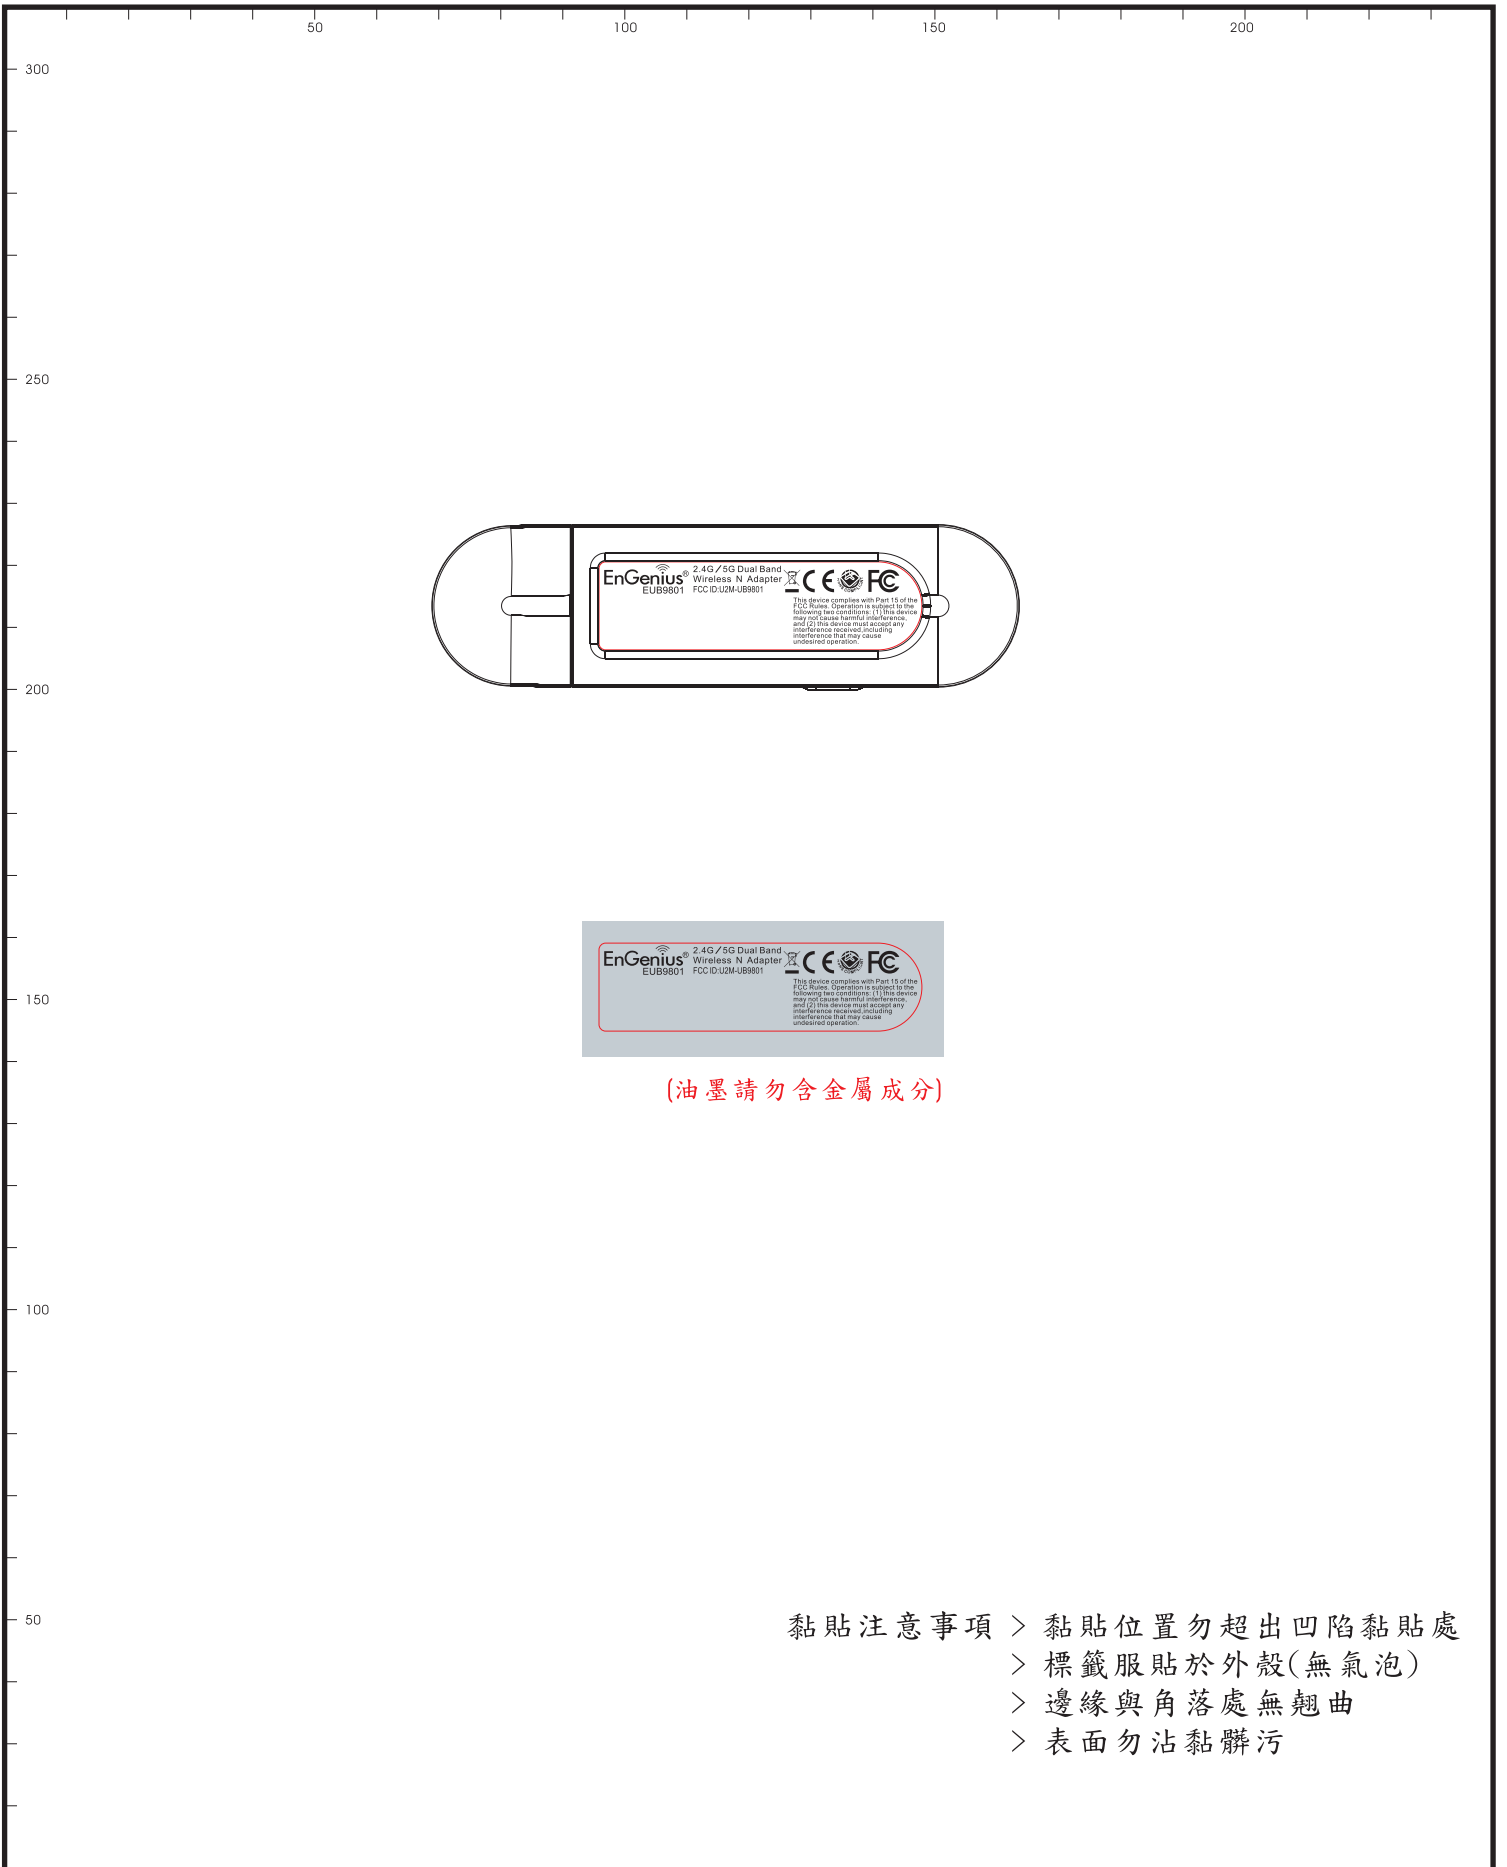 50 100 150 200
300
250
EnGenius® 2.4G/5G Dual Band
Wireless N Adapter
EUB9801 FCC ID:U2M-UB9801
CE FC
This device complies with Part 15 of the
FCC Rules. Operation is subject to the
following two conditions: (1) this device
may not cause harmful interference,
and (2) this device must accept any
interference received,including
interference that may cause
undesired operation.
200
EnGenius® 2.4G/5G Dual Band
Wireless N Adapter
EUB9801 FCC ID:U2M-UB9801
CE FC
This device complies with Part 15 of the
FCC Rules. Operation is subject to the
following two conditions: (1) this device
may not cause harmful interference,
and (2) this device must accept any
interference received,including
interference that may cause
undesired operation.
150
(油墨請勿含金屬成分)
100
50
黏貼注意事項 > 黏貼位置勿超出凹陷黏貼處
> 標籤服貼於外殼(無氣泡)
> 邊緣與角落處無翹曲
> 表面勿沾黏髒污